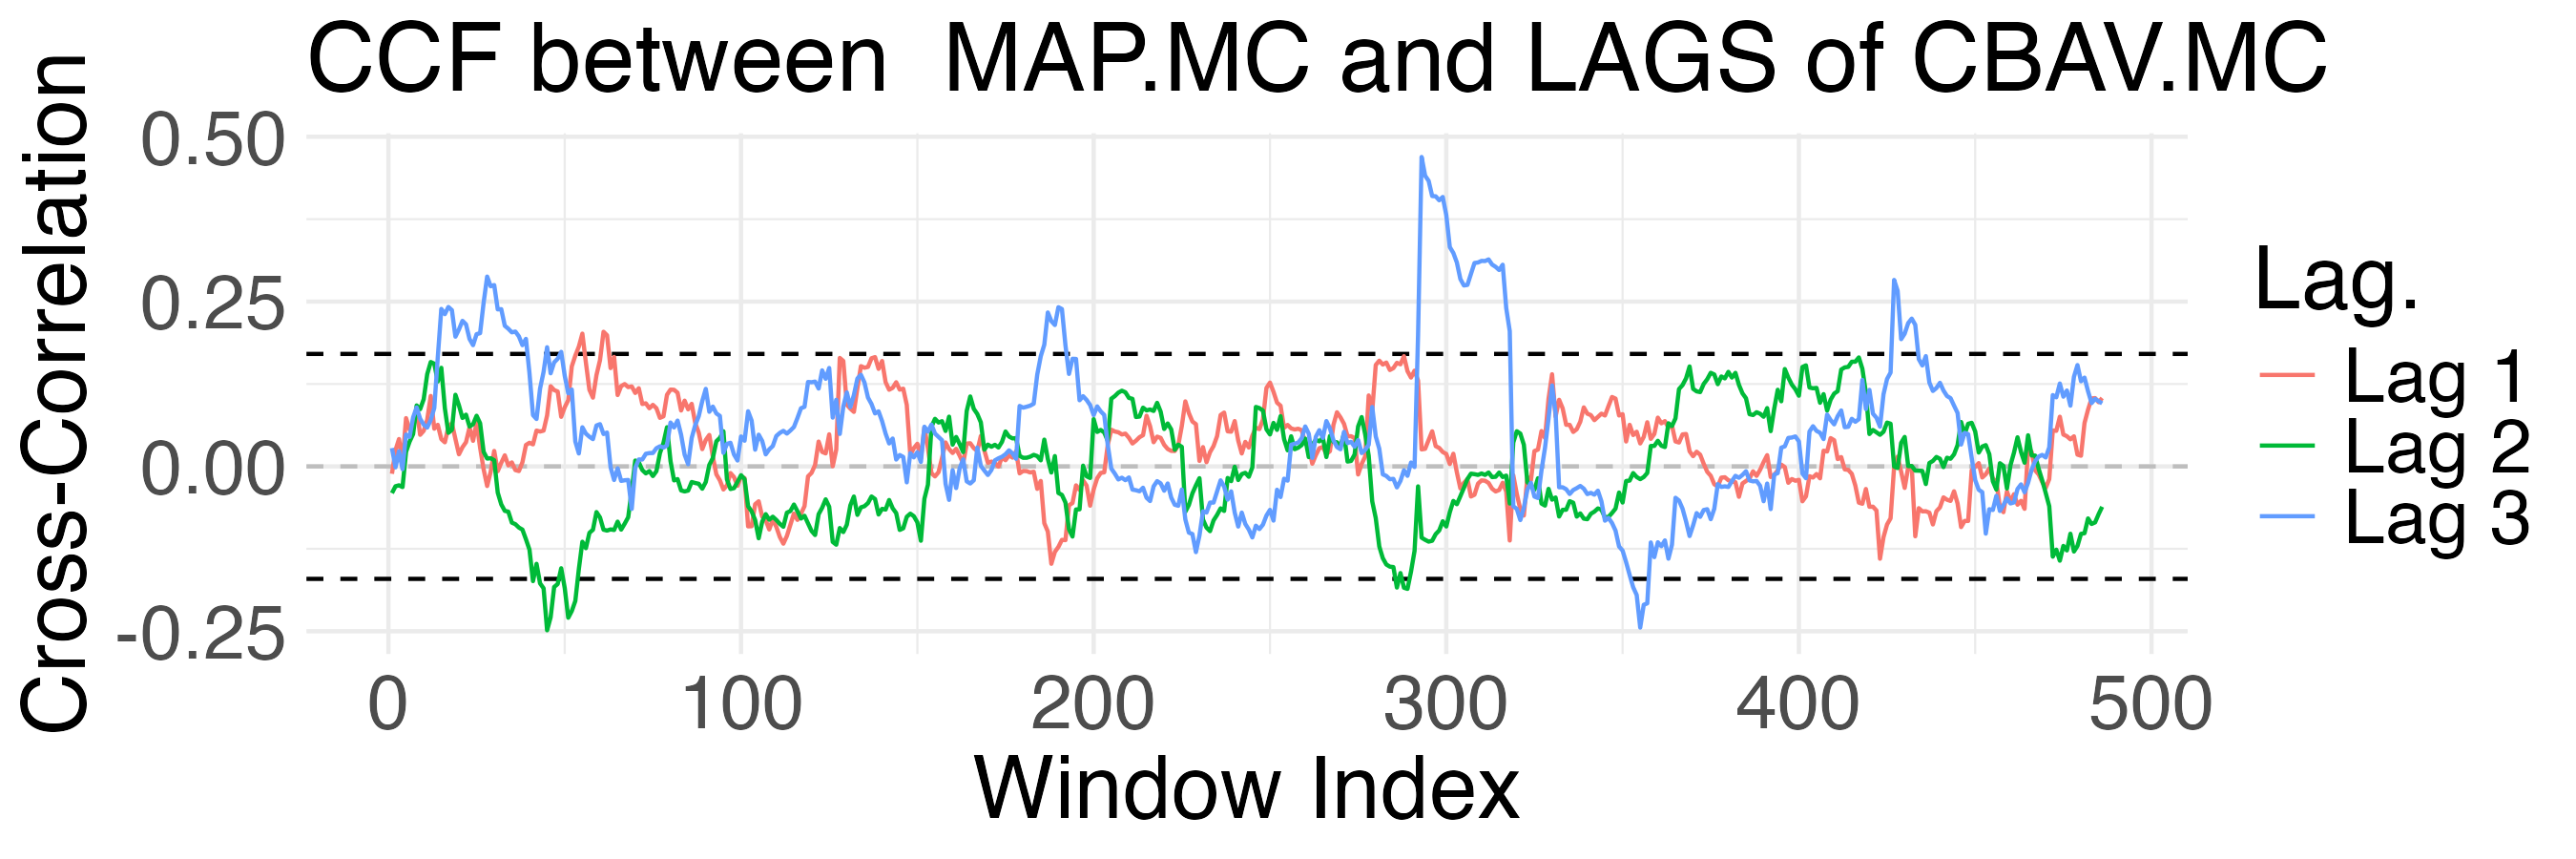 CCF between  MAP.MC and LAGS of CBAV.MC
Cross-Correlation
0.50
0.25
0.00
-0.25
0 100 200 300 400 500
Window Index
Lag.
Lag 1
Lag 2
Lag 3